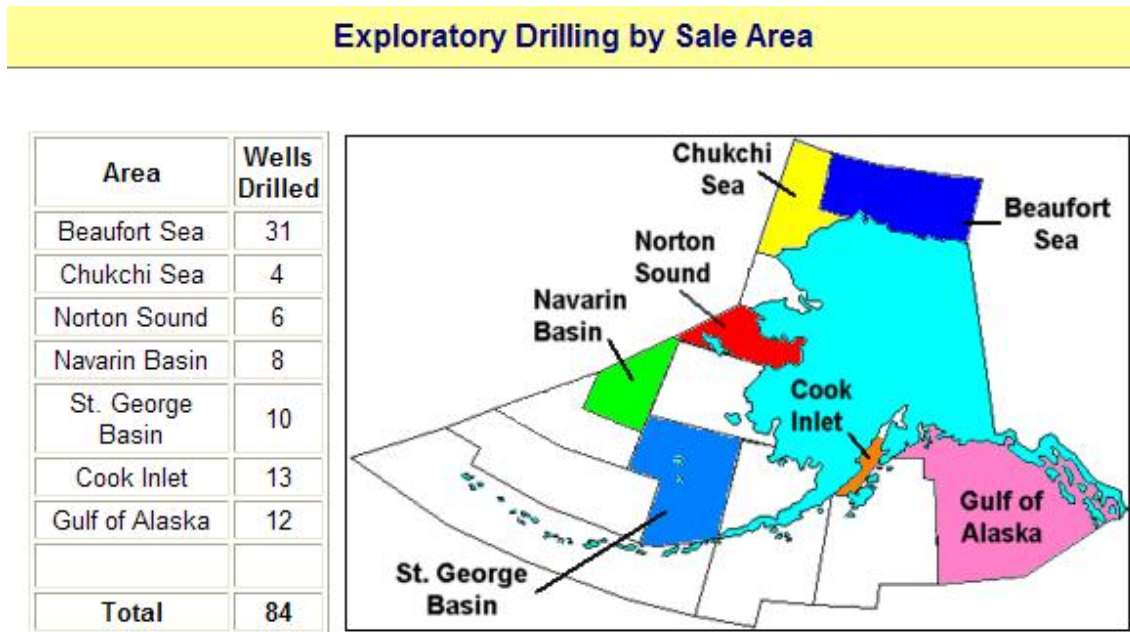 Exploratory Drilling by Sale Area
Area
Wells
Drilled
Beaufort Sea 31
Chukchi Sea 4
Norton Sound 6
Navarin Basin 8
St. George
Basin
10
Cook Inlet 13
Gulf of Alaska 12
Total 84
Chukchi
Sea
Beaufort
Sea
Norton
Sound
Navarin
Basin
Cook
Inlet
Gulf of
Alaska
St. George
Basin